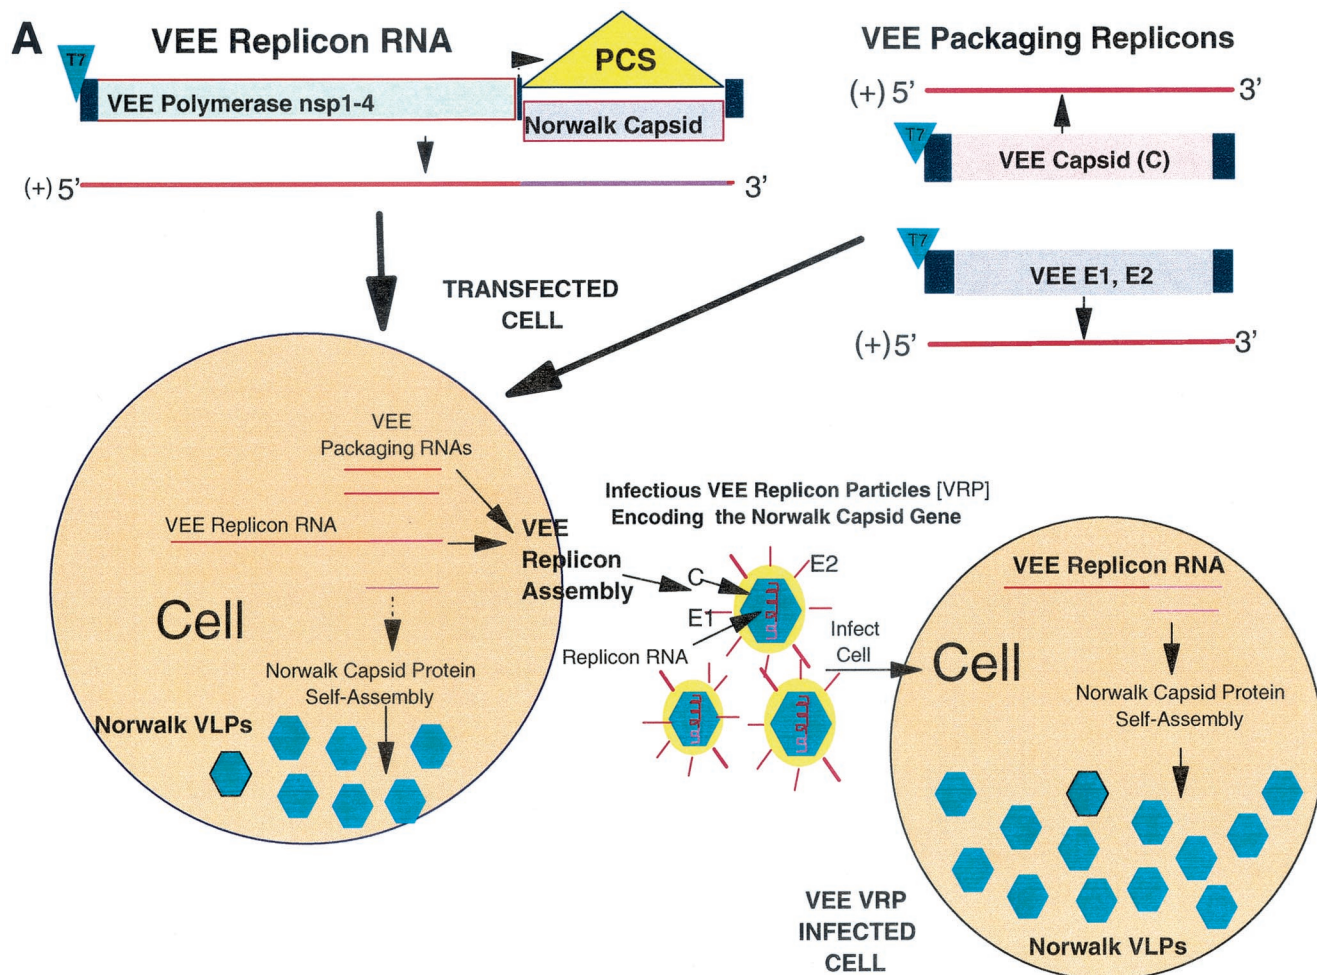 A
VEE Replicon RNA
T7
PCS
VEE Polymerase nsp1-4
Norwalk Capsid
(+) 5’
3’
VEE Packaging Replicons
(+) 5’
3’
T7
VEE Capsid (C)
T7
VEE E1, E2
(+) 5’
3’
TRANSFECTED
CELL
VEE
Packaging RNAs
VEE Replicon RNA
VEE
Replicon
Assembly
Cell
Norwalk Capsid Protein
Self-Assembly
Norwalk VLPs
Infectious VEE Replicon Particles [VRP]
Encoding the Norwalk Capsid Gene
C
E2
E1
Replicon RNA
Infect
Cell
VEE Replicon RNA
Cell
Norwalk Capsid Protein
Self-Assembly
Norwalk VLPs
VEE VRP
INFECTED
CELL